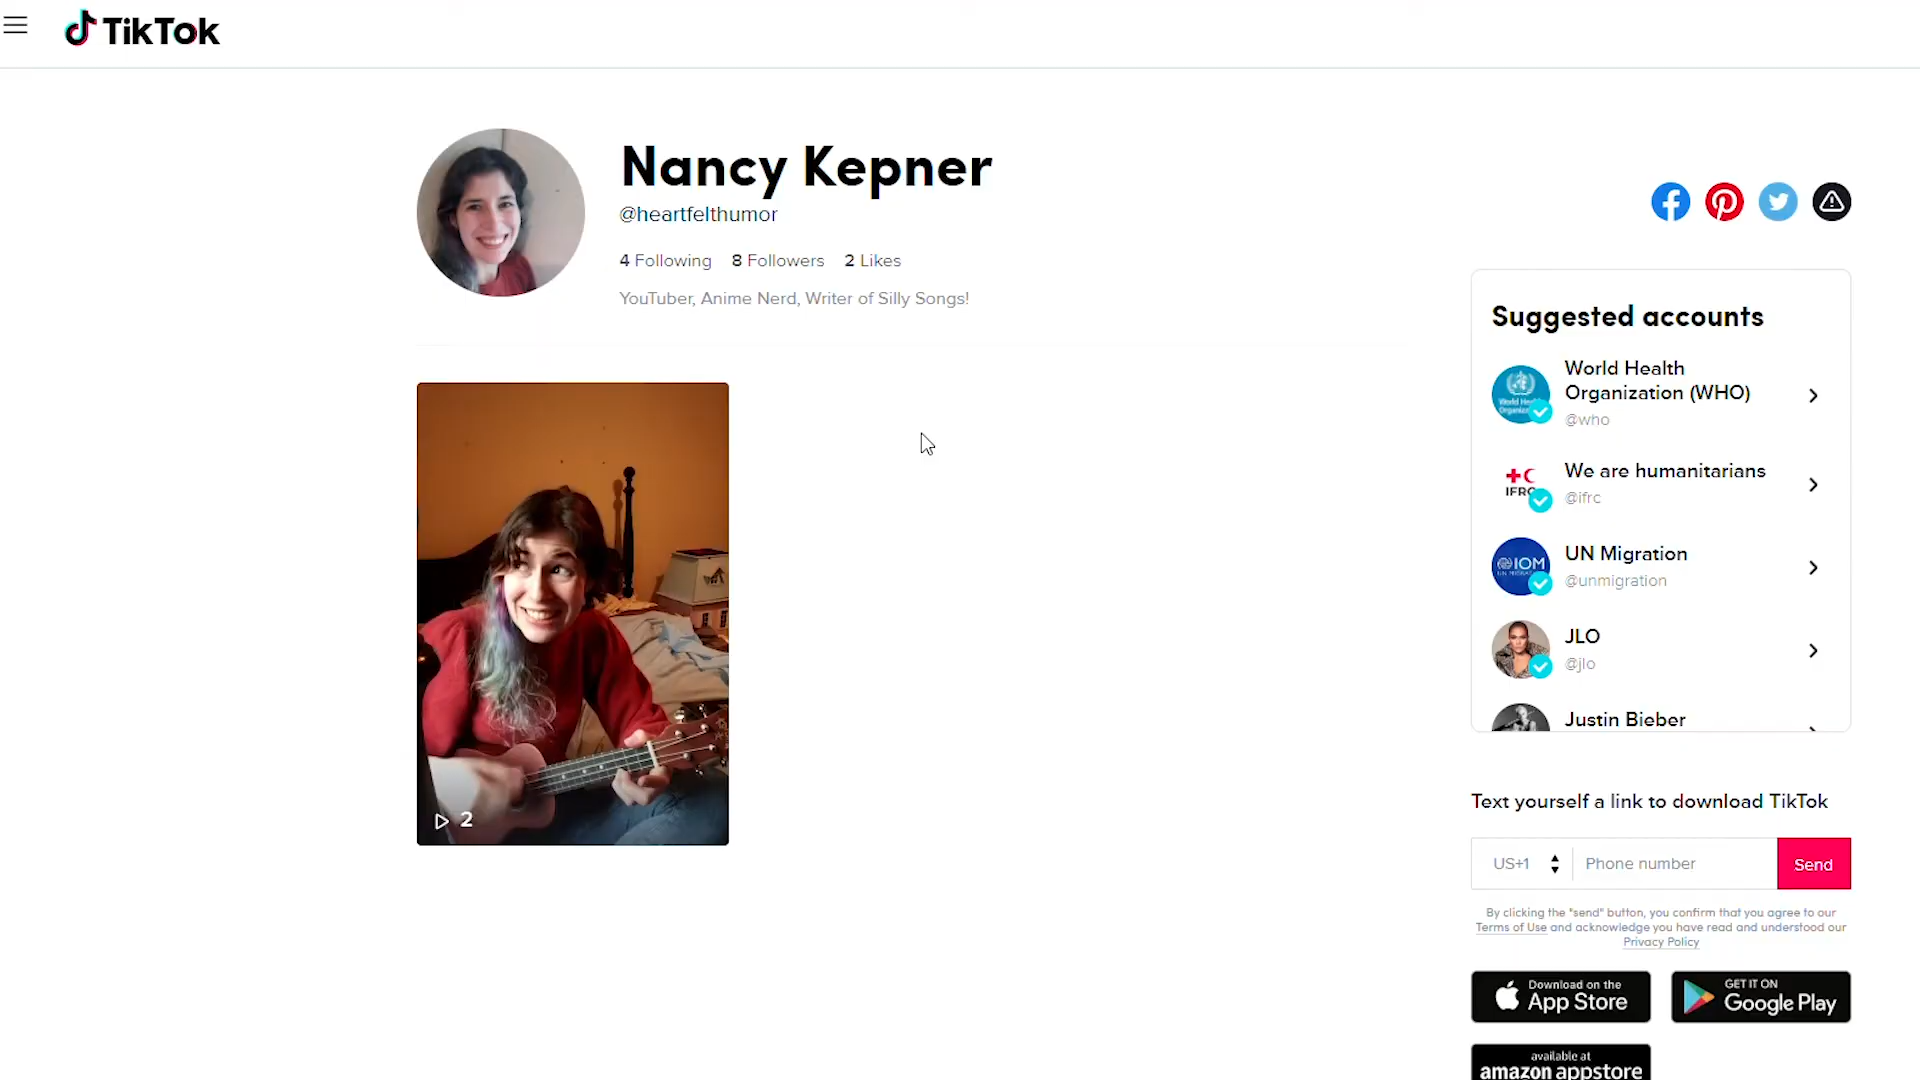 TikTok
Nancy Kepner
@heartfelthumor
4 Following 8 Followers 2 Likes
YouTuber, Anime Nerd, Writer of Silly Songs!
2
Suggested accounts
World Health
Organization (WHO)
@who
We are humanitarians
@ifrc
IFRC
UN Migration
@unmigration
IOM
JLO
@jlo
Justin Bieber
Text yourself a link to download TikTok
US+1 Phone number Send
By clicking the "send" button, you confirm that you agree to our
Terms of Use and acknowledge you have read and understood our
Privacy Policy
Download on the
App Store
GET IT ON
Google Play
available at
amazon appstore